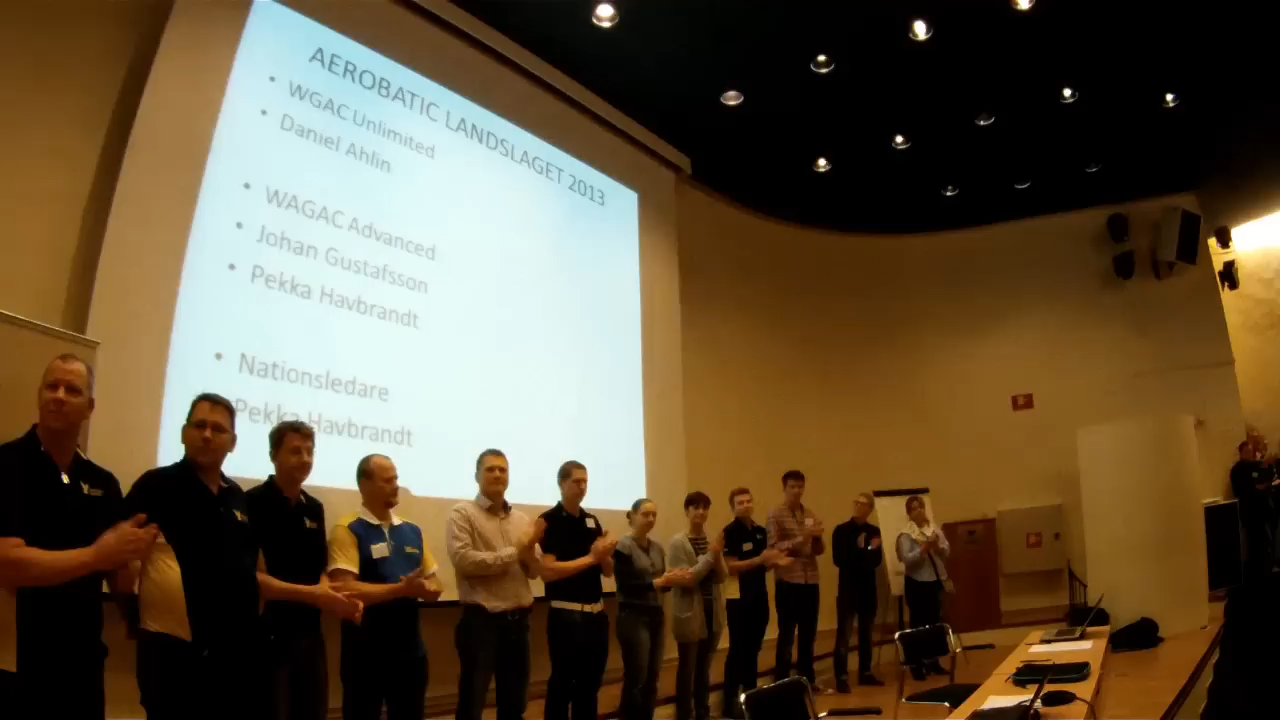 AEROBATIC LANDSLAGET 2013
• WGAC Unlimited
• Daniel Ahlin
• WAGAC Advanced
• Johan Gustafsson
• Pekka Havbrandt
• Nationsledare
Pekka Havbrandt